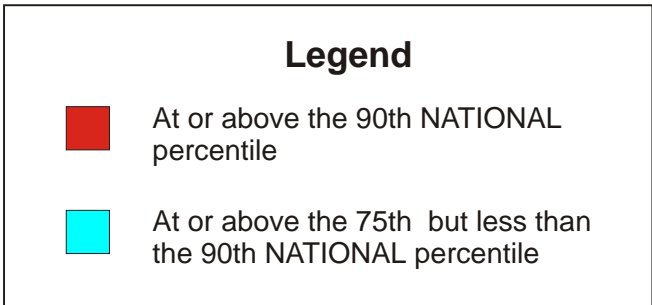 Legend
At or above the 90th NATIONAL
percentile
At or above the 75th  but less than
the 90th NATIONAL percentile